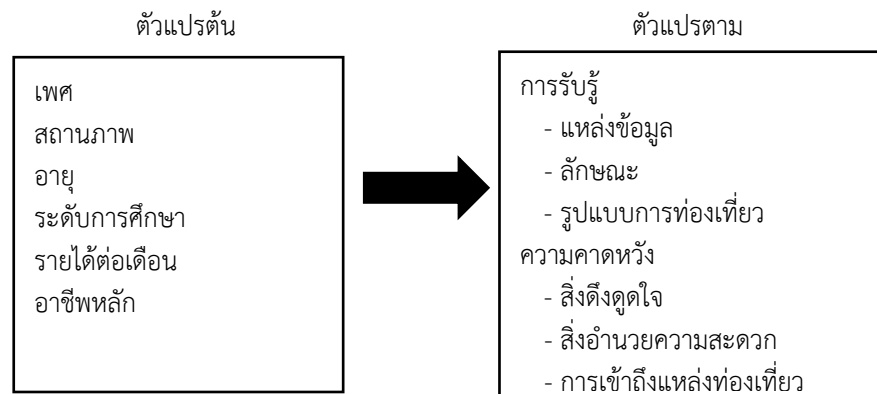 ตัวแปรต้น
เพศ
สถานภาพ
อายุ
ระดับการศึกษา
รายได้ต่อเดือน
อาชีพหลัก
ตัวแปรตาม
การรับรู้
- แหล่งข้อมูล
- ลักษณะ
- รูปแบบการท่องเที่ยว
ความคาดหวัง
- สิ่งดึงดูดใจ
- สิ่งอำนวยความสะดวก
- การเข้าถึงแหล่งท่องเที่ยว